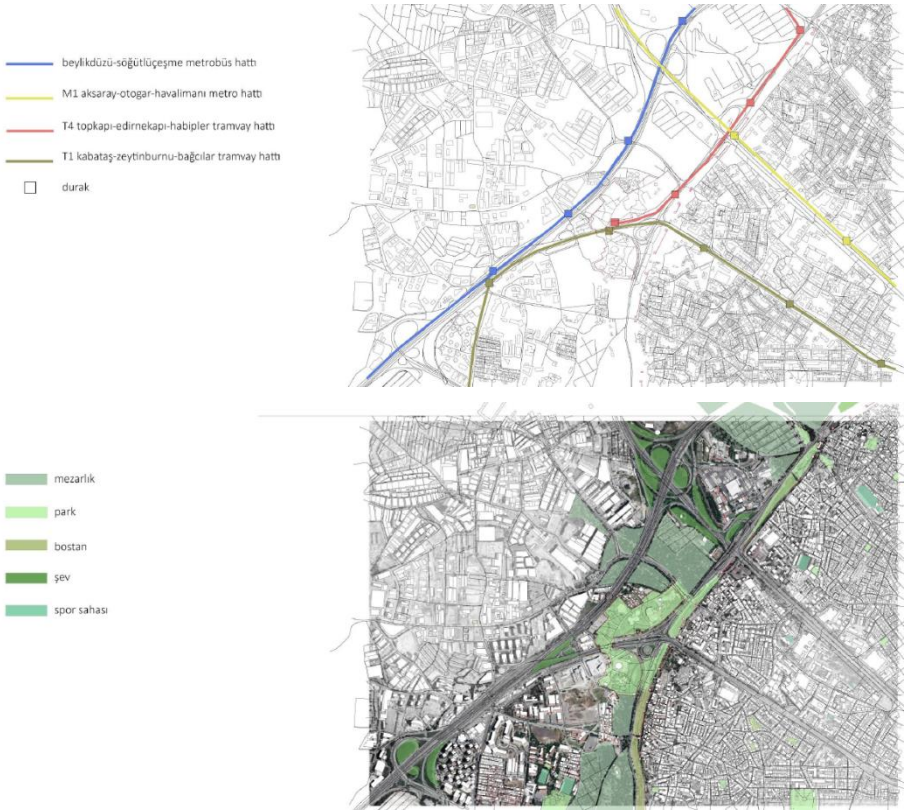 beylikdüzü-söğütlüçeşme metrobüs hattı
M1 aksaray-otogar-havalimanı metro hattı
T4 topkapı-edirnekapı-habipler tramvay hattı
T1 kabataş-zeytinburnu-bağcılar tramvay hattı
durak
mezarlık
park
bostan
şev
spor sahası